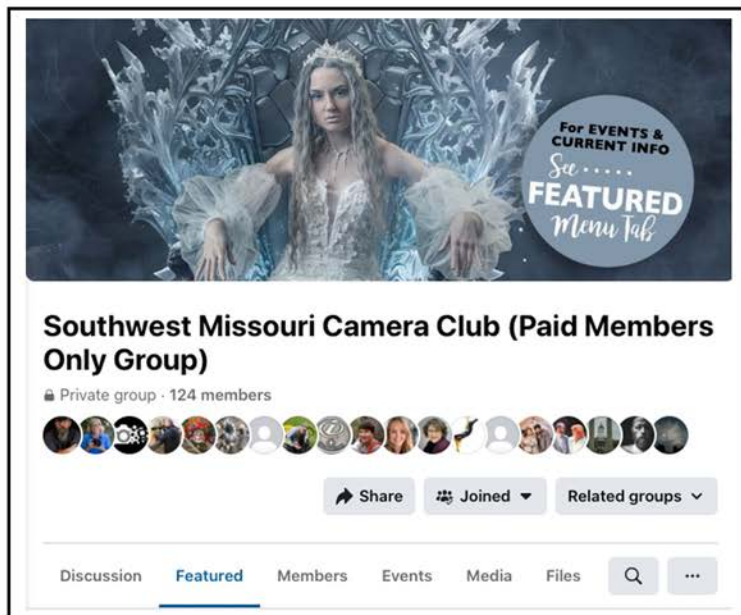 For EVENTS &
CURRENT INFO
See .....
FEATURED
Menu Tab
Southwest Missouri Camera Club (Paid Members
Only Group)
Private group · 124 members
Share
Joined
Related groups
Discussion
Featured
Members
Events
Media
Files